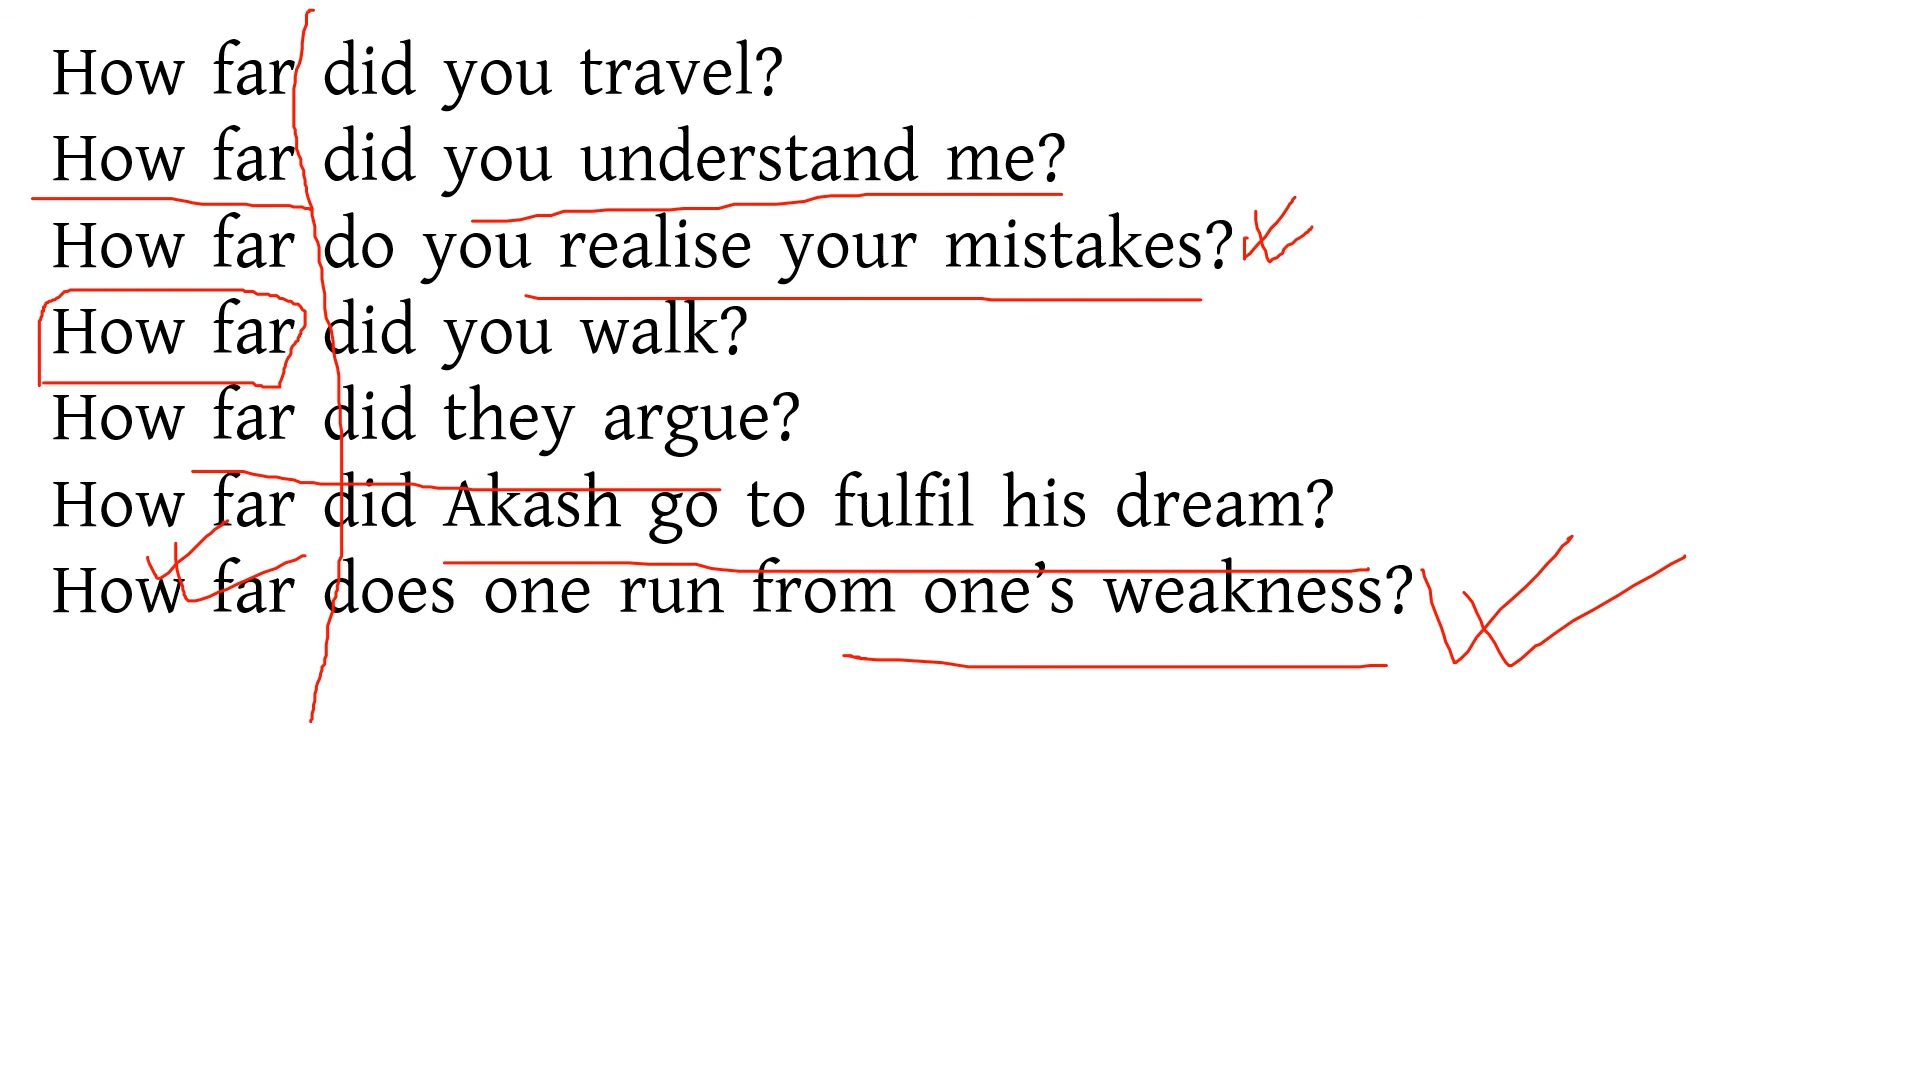 How far did you travel?
How far did you understand me?
How far do you realise your mistakes?
How far did you walk?
How far did they argue?
How far did Akash go to fulfil his dream?
How far does one run from one’s weakness?